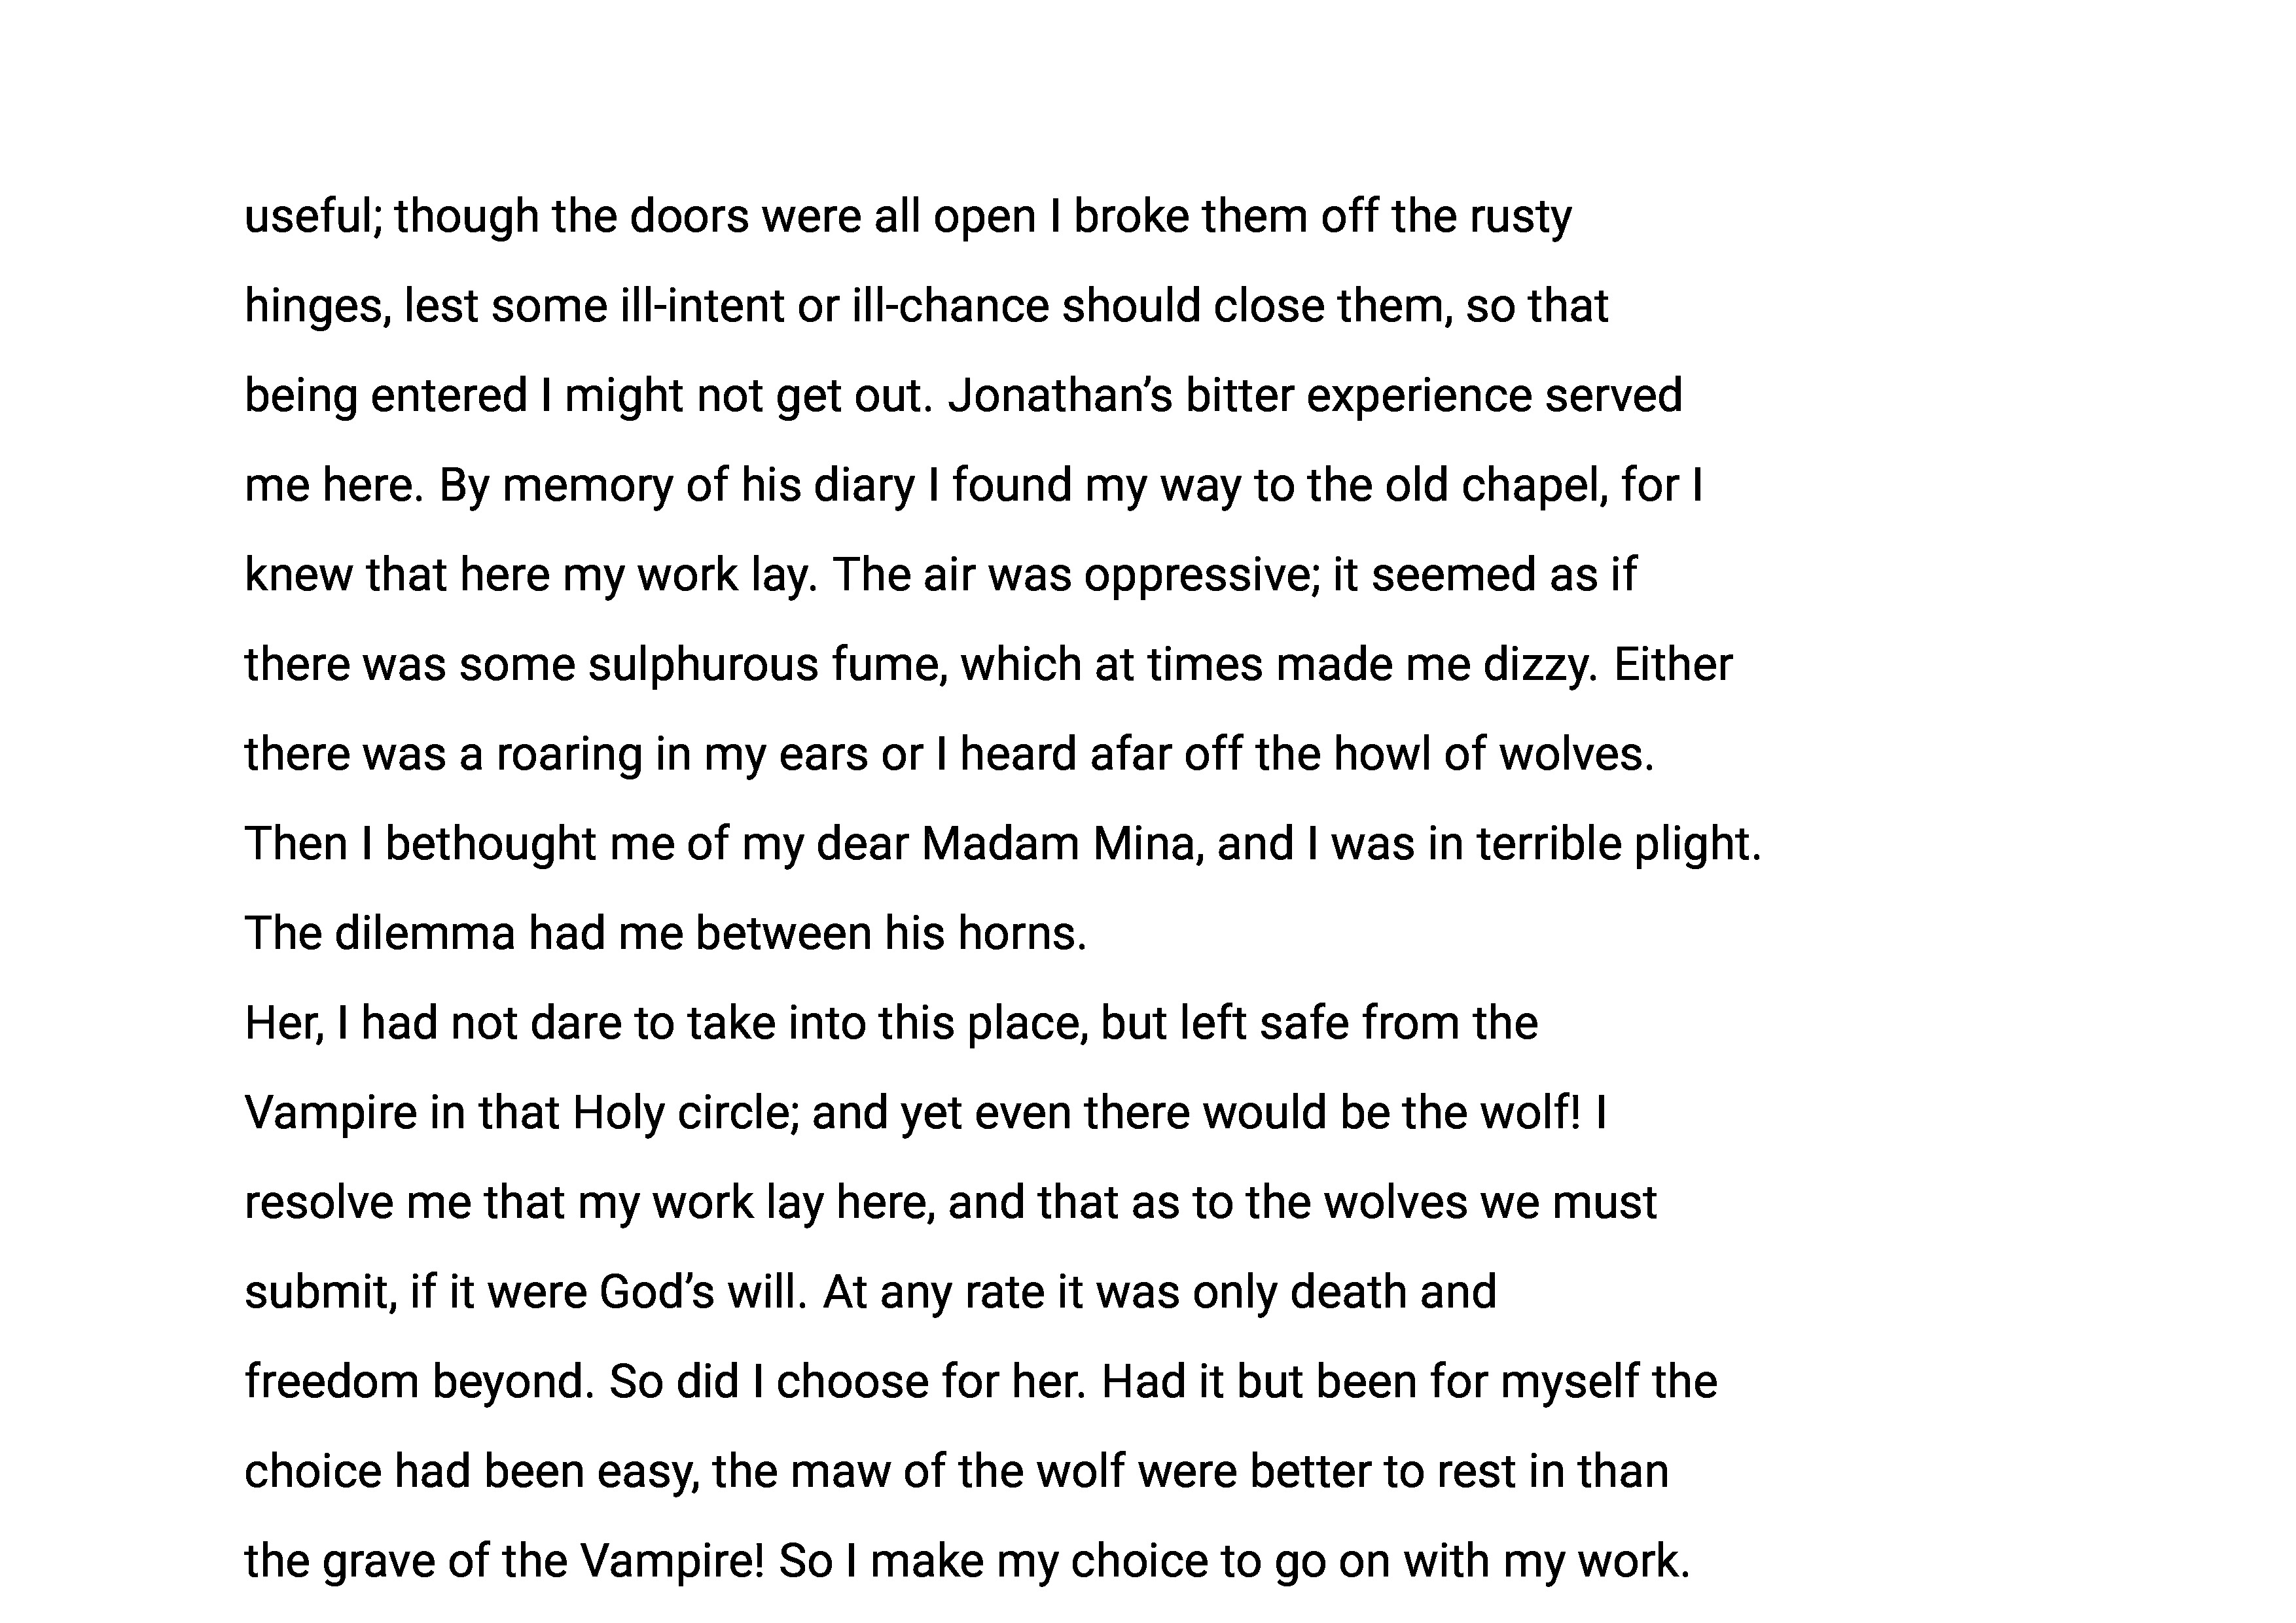 useful; though the doors were all open I broke them off the rusty
hinges, lest some ill-intent or ill-chance should close them, so that
being entered I might not get out. Jonathan’s bitter experience served
me here. By memory of his diary I found my way to the old chapel, for I
knew that here my work lay. The air was oppressive; it seemed as if
there was some sulphurous fume, which at times made me dizzy. Either
there was a roaring in my ears or I heard afar off the howl of wolves.
Then I bethought me of my dear Madam Mina, and I was in terrible plight.
The dilemma had me between his horns.
Her, I had not dare to take into this place, but left safe from the
Vampire in that Holy circle; and yet even there would be the wolf! I
resolve me that my work lay here, and that as to the wolves we must
submit, if it were God’s will. At any rate it was only death and
freedom beyond. So did I choose for her. Had it but been for myself the
choice had been easy, the maw of the wolf were better to rest in than
the grave of the Vampire! So I make my choice to go on with my work.